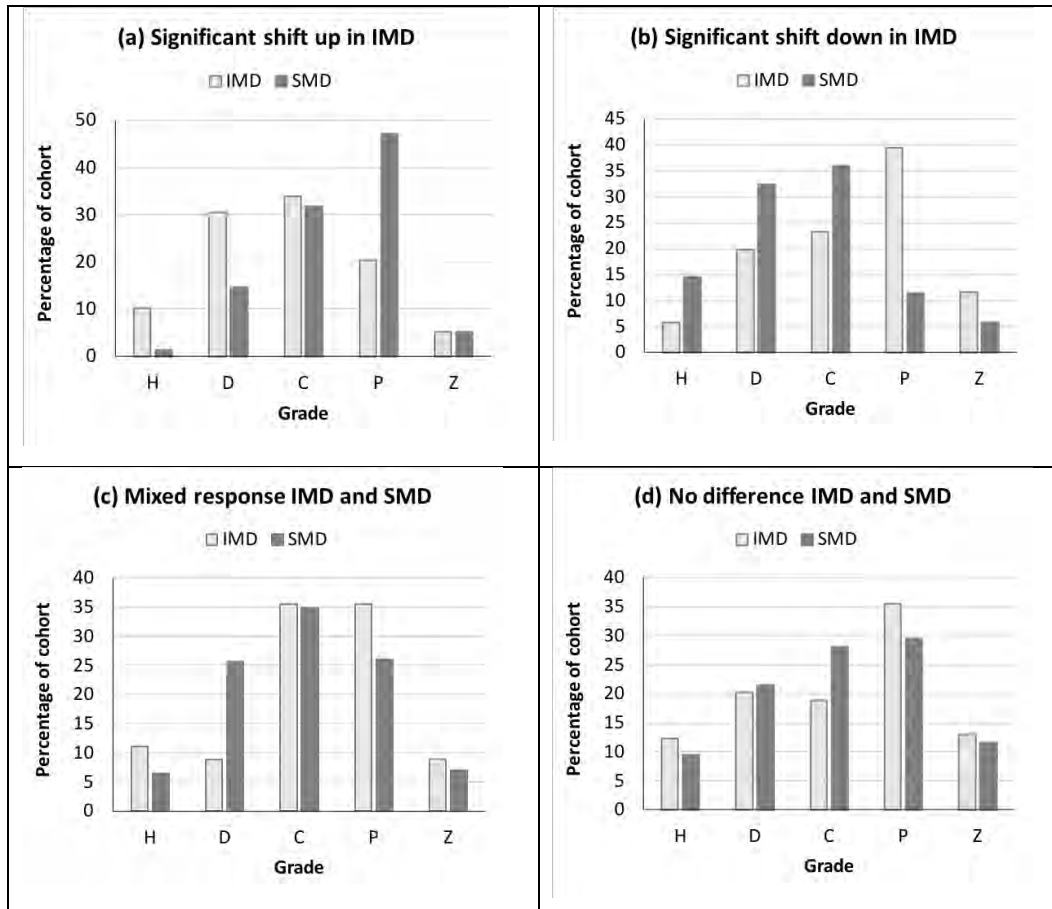 (a) Significant shift up in IMD
IMD SMD
Percentage of cohort
50
40
30
20
10
0
H D C P Z
Grade
(b) Significant shift down in IMD
IMD SMD
Percentage of cohort
45
40
35
30
25
20
15
10
5
0
H D C P Z
Grade
(c) Mixed response IMD and SMD
IMD SMD
Percentage of cohort
40
35
30
25
20
15
10
5
0
H D C P Z
Grade
(d) No difference IMD and SMD
IMD SMD
Percentage of cohort
40
35
30
25
20
15
10
5
0
H D C P Z
Grade